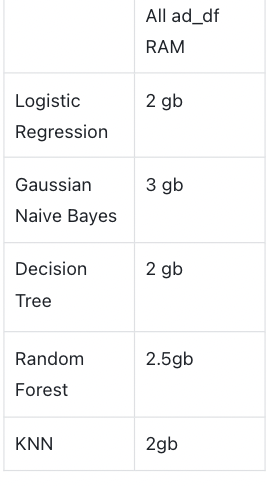 All ad_df
RAM
Logistic
Regression
2 gb
Gaussian
Naive Bayes
3 gb
Decision
Tree
2 gb
Random
Forest
2.5gb
KNN
2gb